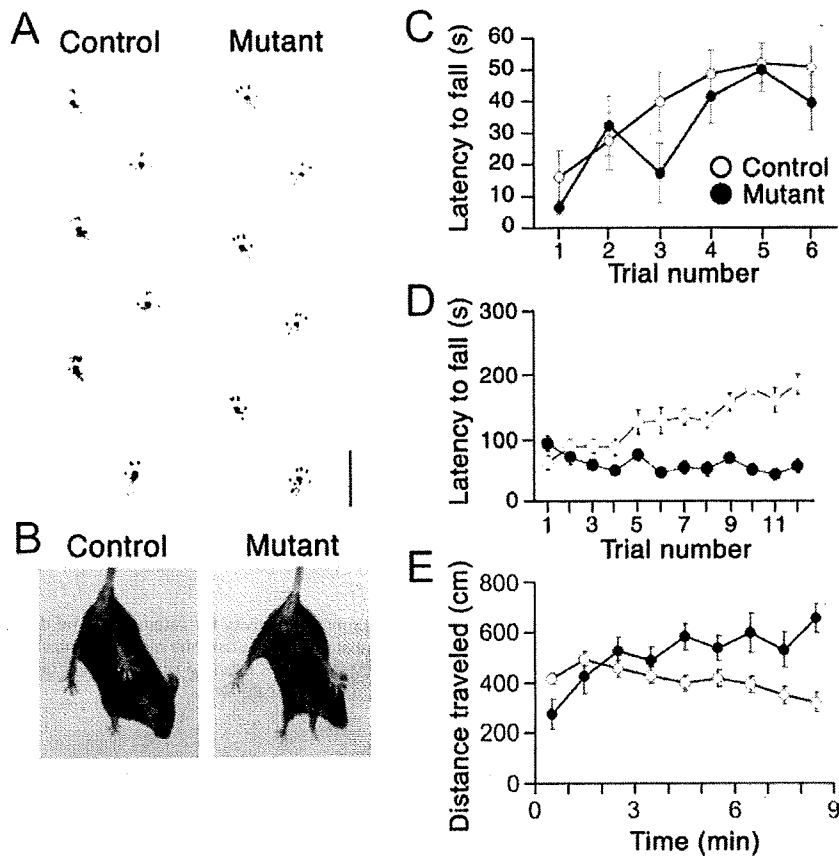 A
Control Mutant
B
Control Mutant
C
Latency to fall (s)
60
50
40
30
20
10
0
Control
Mutant
1 2 3 4 5 6
Trial number
D
Latency to fall (s)
300
200
100
0
1 3 5 7 9 11
Trial number
E
Distance traveled (cm)
800
600
400
200
0
0 3 6 9
Time (min)